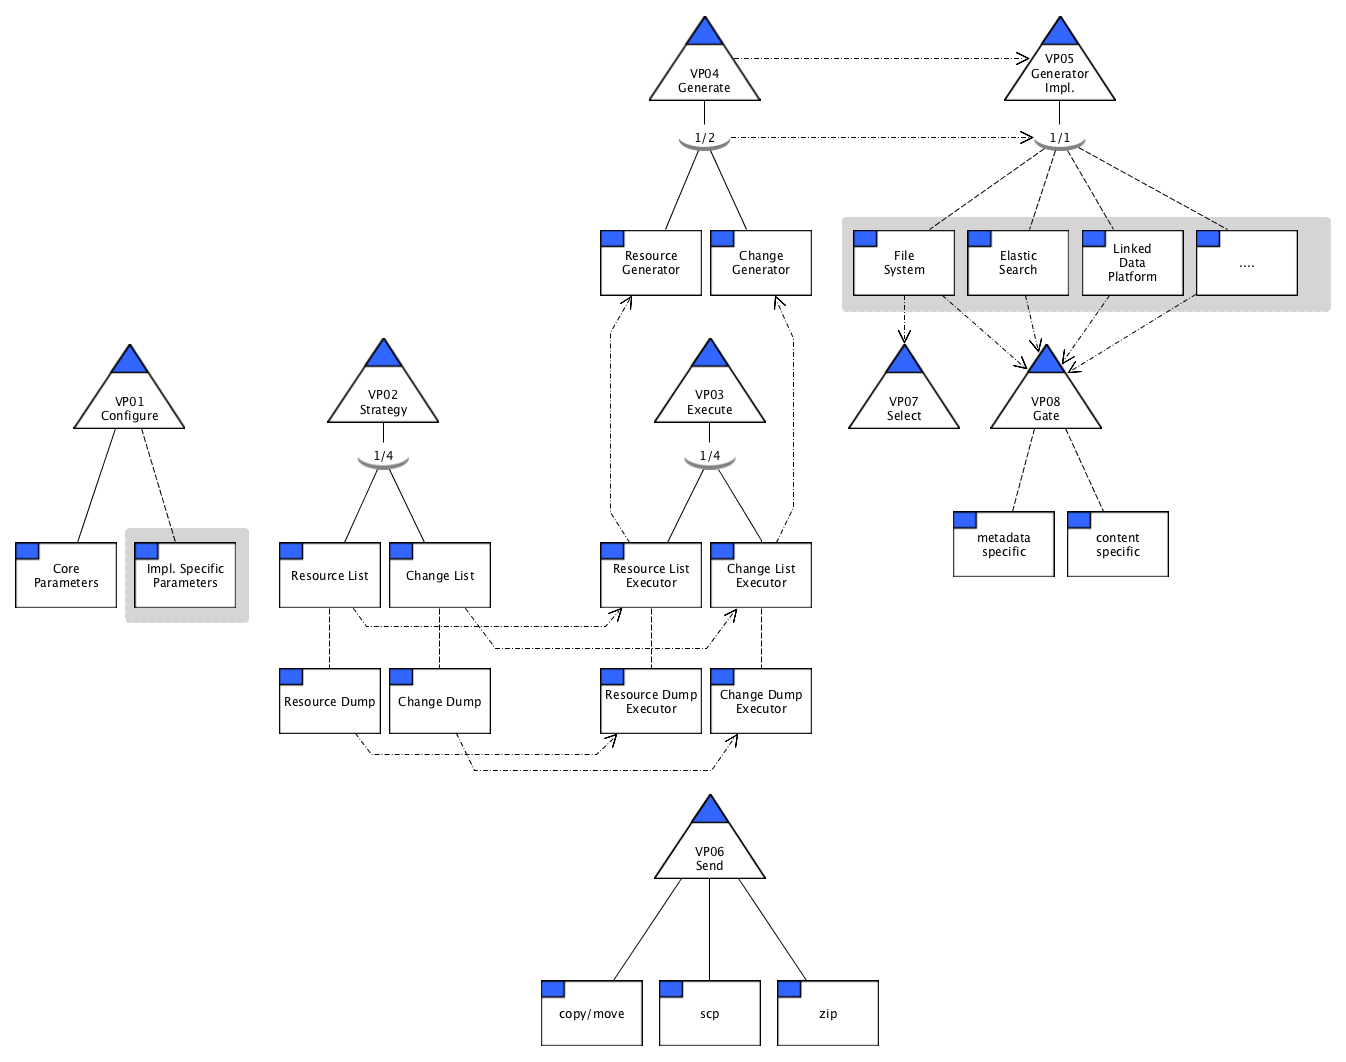 VP04
Generate
VP05
Generator
Impl.
1/2
1/1
Resource
Generator
Change
Generator
File
System
Elastic
Search
Linked
Data
Platform
....
VP01
Configure
VP02
Strategy
VP03
Execute
VP07
Select
VP08
Gate
1/4
1/4
Core
Parameters
Impl. Specific
Parameters
Resource List
Change List
Resource List
Executor
Change List
Executor
metadata
specific
content
specific
Resource Dump
Change Dump
Resource Dump
Executor
Change Dump
Executor
VP06
Send
copy/move
scp
zip